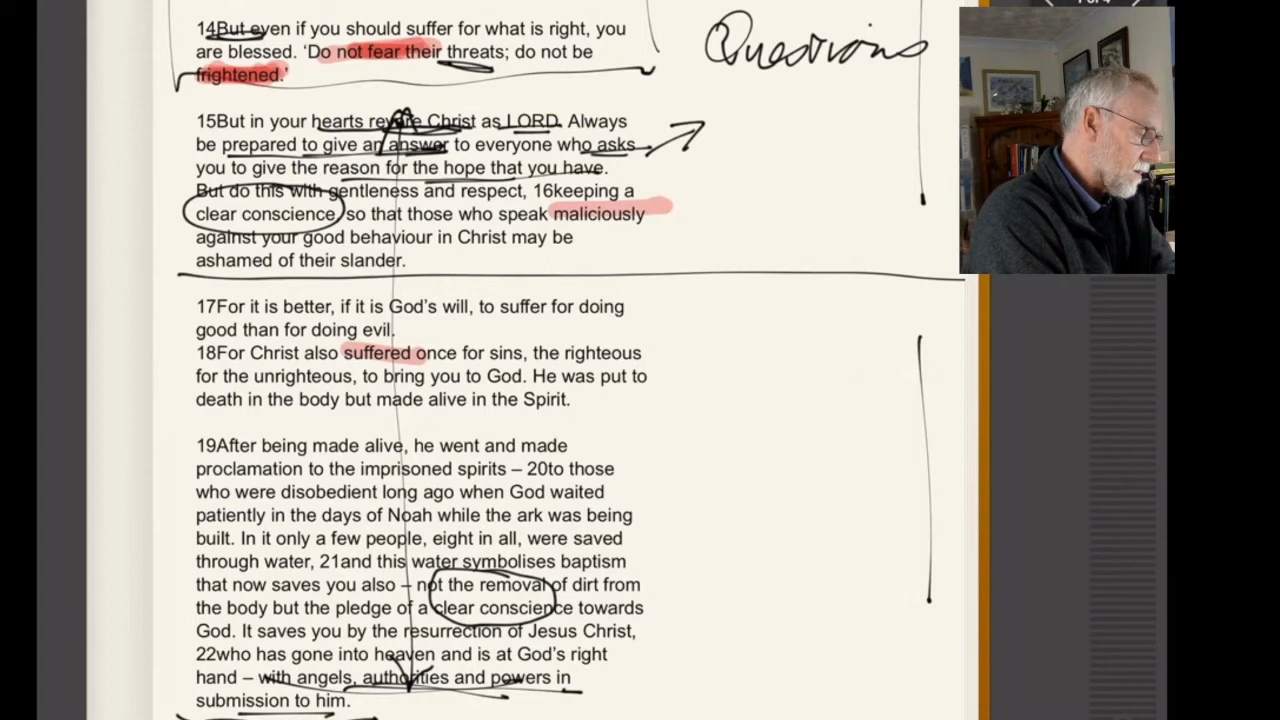 14But even if you should suffer for what is right, you
are blessed. ‘Do not fear their threats; do not be
frightened.’
Questions
15But in your hearts revere Christ as LORD. Always
be prepared to give an answer to everyone who asks
you to give the reason for the hope that you have.
But do this with gentleness and respect, 16keeping a
clear conscience so that those who speak maliciously
against your good behaviour in Christ may be
ashamed of their slander.
17For it is better, if it is God’s will, to suffer for doing
good than for doing evil.
18For Christ also suffered once for sins, the righteous
for the unrighteous, to bring you to God. He was put to
death in the body but made alive in the Spirit.
19After being made alive, he went and made
proclamation to the imprisoned spirits – 20to those
who were disobedient long ago when God waited
patiently in the days of Noah while the ark was being
built. In it only a few people, eight in all, were saved
through water, 21and this water symbolises baptism
that now saves you also – not the removal of dirt from
the body but the pledge of a clear conscience towards
God. It saves you by the resurrection of Jesus Christ,
22who has gone into heaven and is at God’s right
hand – with angels, authorities and powers in
submission to him.